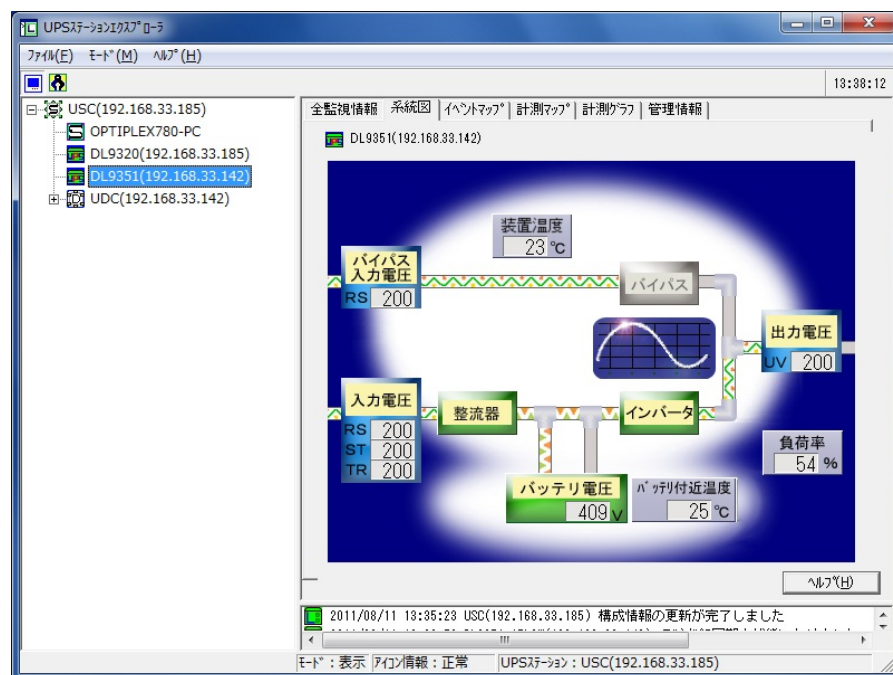 UPSステーションエクスプローラ
ファイル(F) モード(M) ヘルプ(H)
13:38:12
USC(192.168.33.185)
OPTIPLEX780-PC
DL9320(192.168.33.185)
DL9351(192.168.33.142)
UDC(192.168.33.142)
全監視情報 系統図 イベントマップ 計測マップ 計測グラフ 管理情報
DL9351(192.168.33.142)
装置温度
23 ℃
バイパス
入力電圧
RS 200
バイパス
出力電圧
UV 200
入力電圧
RS 200
ST 200
TR 200
整流器
インバータ
負荷率
54 %
バッテリ電圧
409 V
バッテリ付近温度
25 ℃
ヘルプ(H)
2011/08/11 13:35:23 USC(192.168.33.185) 構成情報の更新が完了しました
モード:表示 アイコン情報:正常 UPSステーション:USC(192.168.33.185)